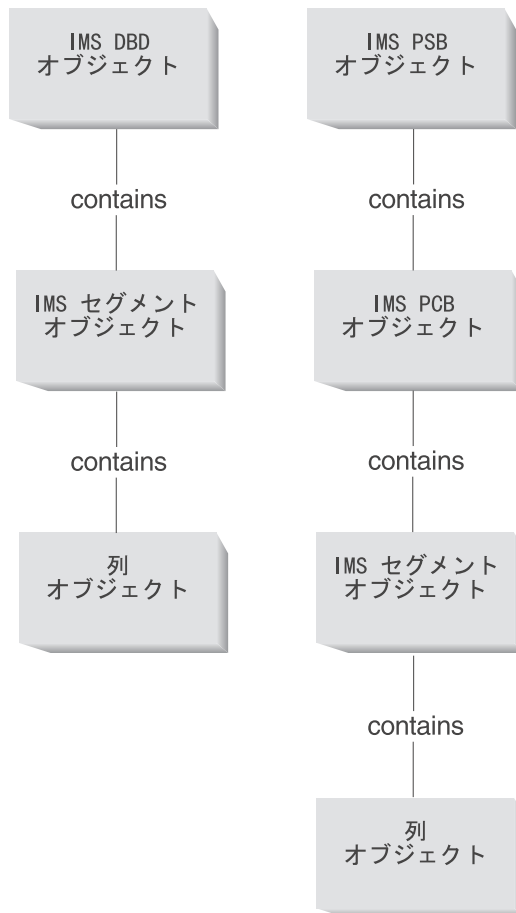 IMS DBD
オブジェクト
contains
IMS セグメント
オブジェクト
contains
列
オブジェクト
IMS PSB
オブジェクト
contains
IMS PCB
オブジェクト
contains
IMS セグメント
オブジェクト
contains
列
オブジェクト